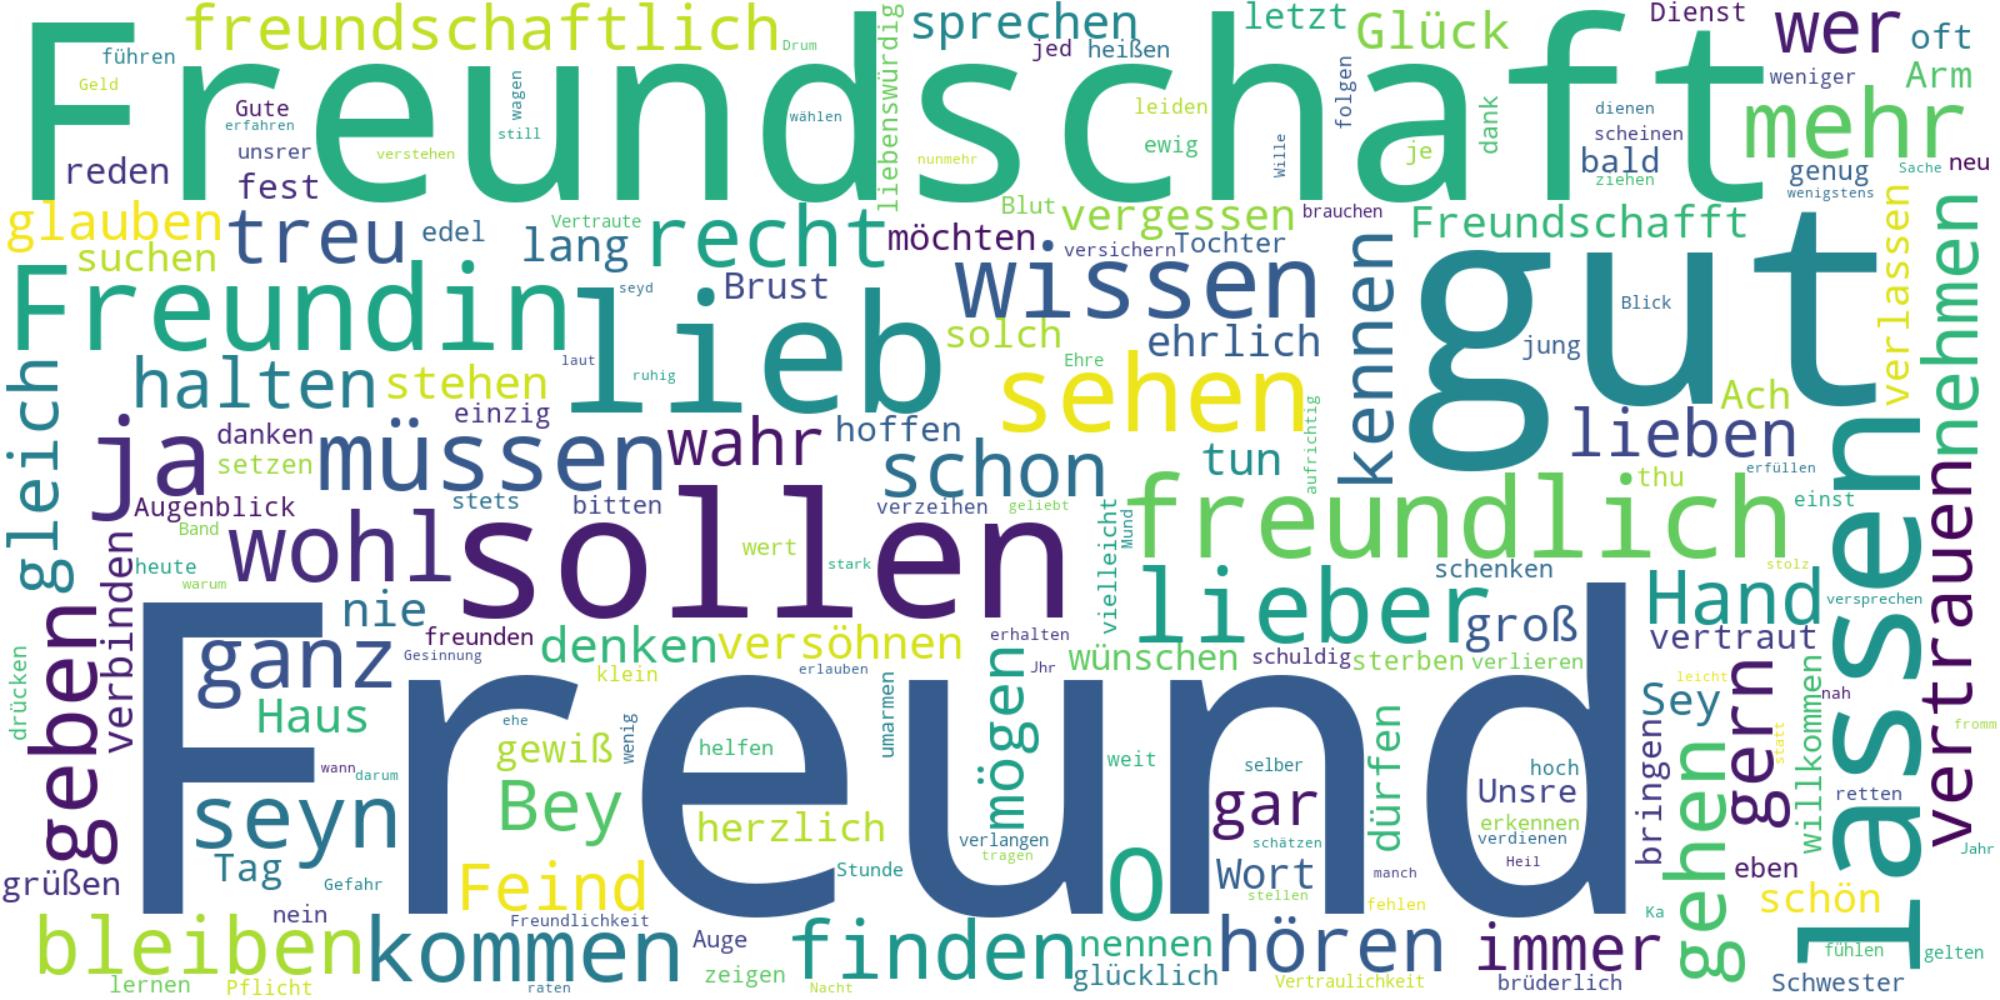 freundschaftlich
Drum
liebenswürdig
sprechen
jed
heißen
letzt
Glück
Dienst
wer
oft
führen
Geld
Freundschaft
weniger
Arm
Gute
erfahren
wagen
still
wählen
leiden
folgen
dienen
mehr
unsrer
verstehen
nunmehr
ewig
Wille
je
dank
scheinen
bald
ziehen
genug
Sache
neu
wenigstens
reden
fest
glauben
treu
edel
Vertraute
lang
recht
möchten
Blut
vergessen
brauchen
versichern
Tochter
Freundschafft
verlassen
nehmen
suchen
Freundin
seyd
Brust
wissen
kennen
gut
Blick
jung
lieb
solch
ehrlich
Ehre
laut
ruhig
gleich
halten
stehen
einzig
sehen
aufrichtig
Ach
lieben
ja
danken
setzen
müssen
wahr
hoffen
schon
tun
thu
erfüllen
lassen
Augenblick
stets
bitten
verzeihen
geliebt
vielleicht
Mund
freundlich
einst
vertrauen
Band
wohl
sollen
wert
stark
stolz
heute
warum
verbinden
schenken
lieber
groß
Hand
versprechen
geben
nie
freunden
Gesinnung
denken
versöhnen
erhalten
Jhr
wünschen
schuldig
sterben
verlieren
vertraut
drücken
ganz
klein
erlauben
mögen
leicht
gern
willkommen
nah
Freund
Haus
ehe
gewiß
wenig
helfen
umarmen
weit
selber
dürfen
hoch
Unsre
Sey
bringen
statt
fromm
wann
darum
seyn
Bey
herzlich
verlangen
tragen
gar
schätzen
erkennen
verdienen
gehen
retten
Jahr
grüßen
Tag
Gefahr
Feind
Stunde
O
Wort
stellen
manch
Heil
eben
nein
Freundlichkeit
fehlen
Ka
schön
bleiben
kommen
Auge
finden
nennen
hören
immer
fühlen
gelten
lernen
Pflicht
raten
zeigen
Nacht
glücklich
Vertraulichkeit
brüderlich
Schwester